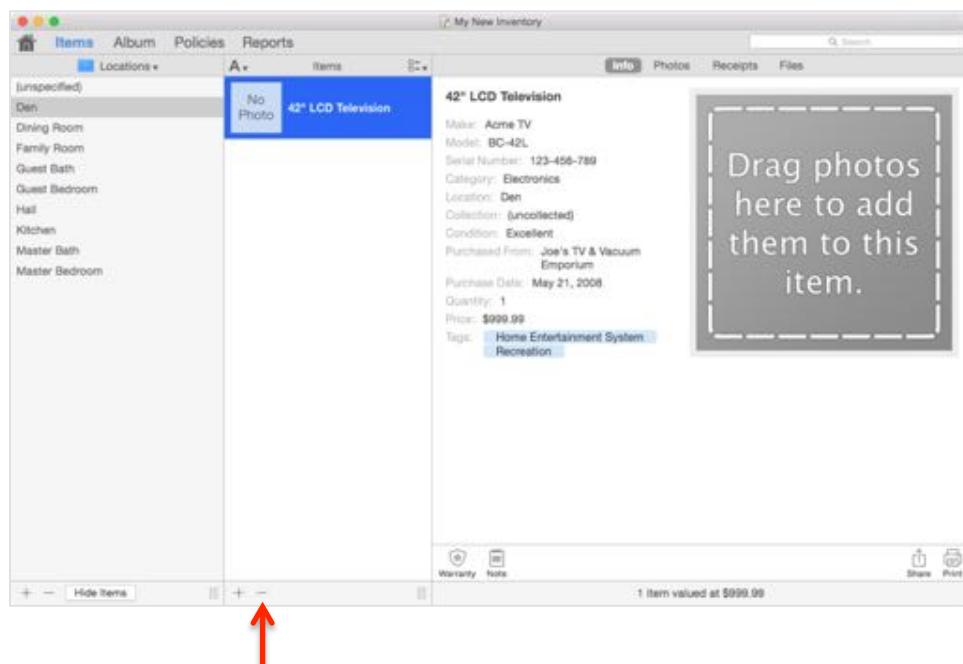 My New Inventory
Items Album Policies Reports
Search
Locations
A
Items
Info Photos Receipts Files
(unspecified)
Den
Dining Room
Family Room
Guest Bath
Guest Bedroom
Hall
Kitchen
Master Bath
Master Bedroom
No
Photo
42" LCD Television
42" LCD Television
Make: Acme TV
Model: BC-42L
Serial Number: 123-456-789
Category: Electronics
Location: Den
Collection: (uncollected)
Condition: Excellent
Purchased From: Joe's TV & Vacuum
Emporium
Purchase Date: May 21, 2008
Quantity: 1
Price: $999.99
Tags: Home Entertainment System
Recreation
Drag photos
here to add
them to this
item.
Warranty Note
Share Print
+ − Hide Items
+ −
1 item valued at $999.99